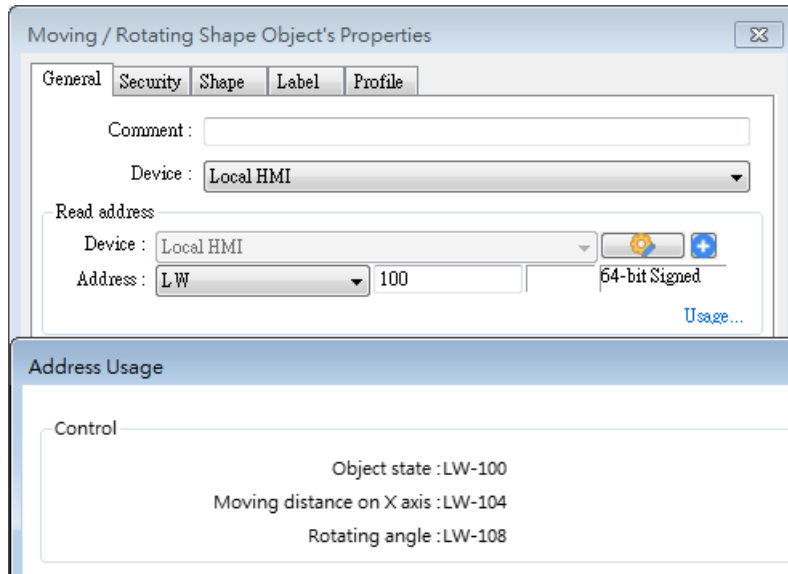 Moving / Rotating Shape Object's Properties
General Security Shape Label Profile
Comment :
Device : Local HMI
Read address
Device : Local HMI
Address : LW 100 64-bit Signed
Usage...
Address Usage
Control
Object state :LW-100
Moving distance on X axis :LW-104
Rotating angle :LW-108